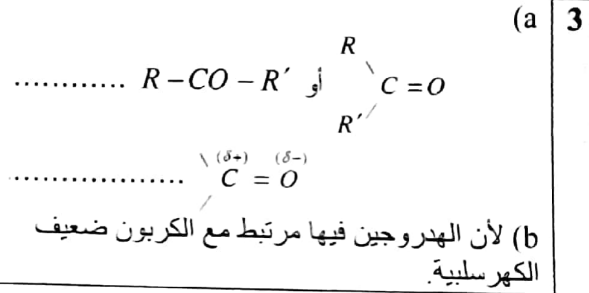 3
(a
R
R – CO – R′ أو C = O
R′
(δ+) (δ−)
C = O
b) لأن الهدروجين فيها مرتبط مع الكربون ضعيف
الكهرسلبية.